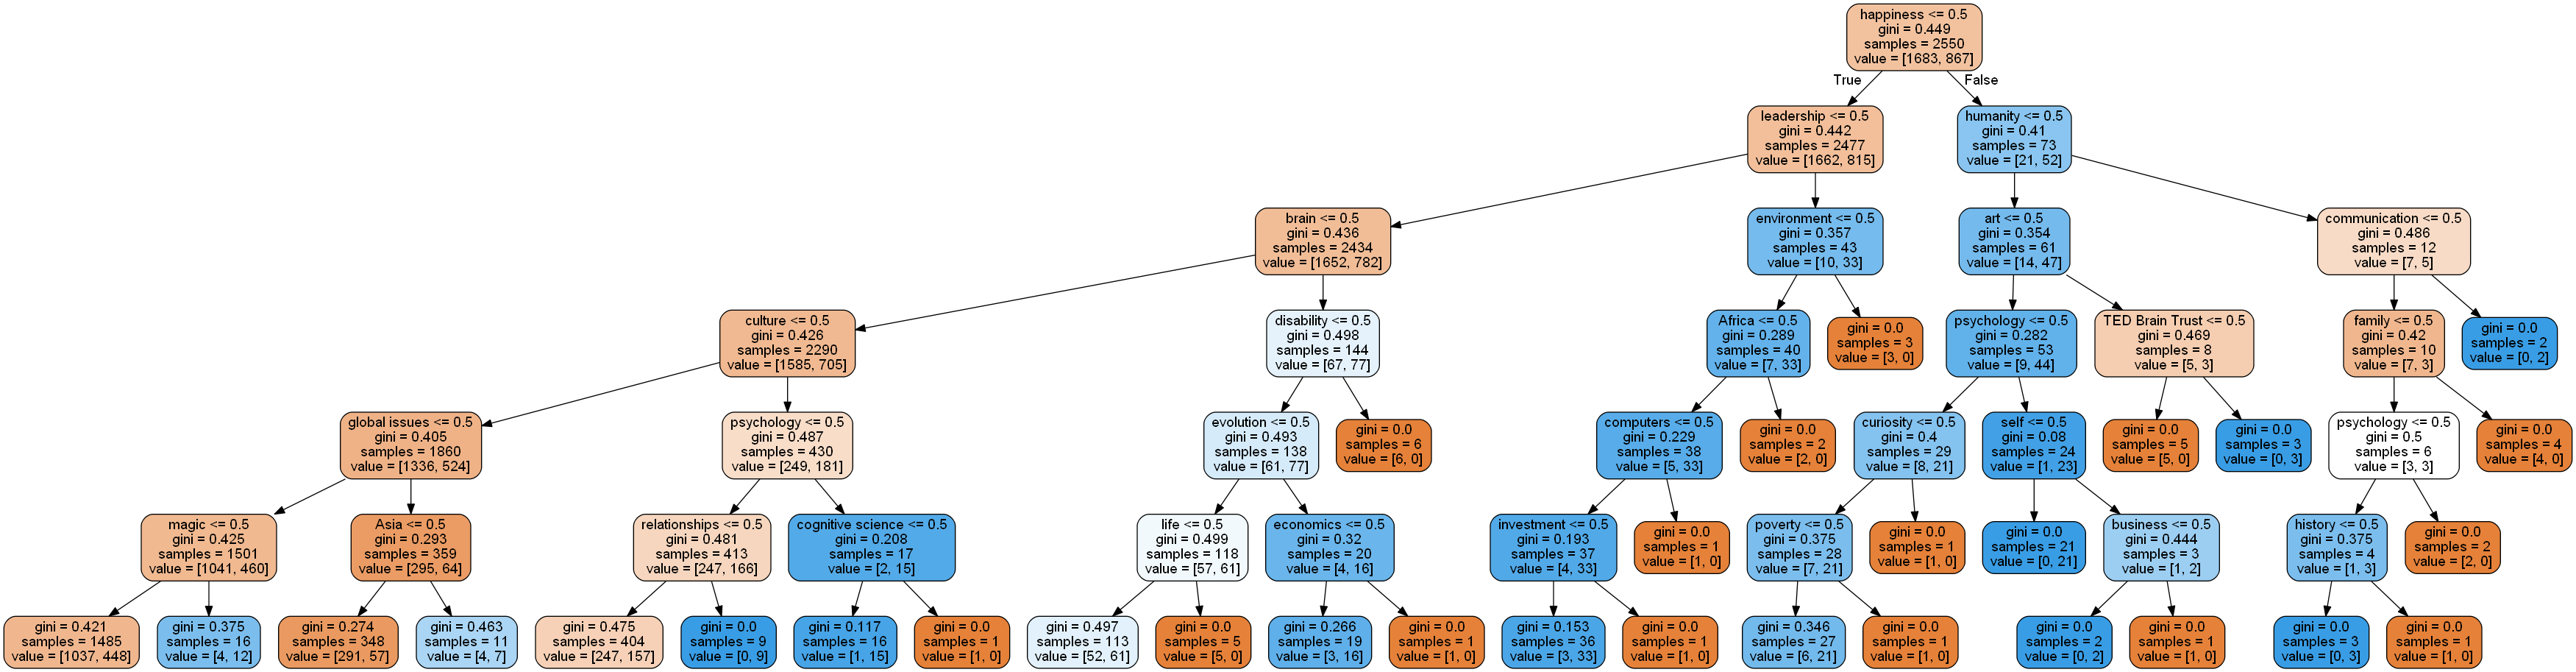 happiness <= 0.5
gini = 0.449
samples = 2550
value = [1683, 867]
True
False
leadership <= 0.5
gini = 0.442
samples = 2477
value = [1662, 815]
humanity <= 0.5
gini = 0.41
samples = 73
value = [21, 52]
brain <= 0.5
gini = 0.436
samples = 2434
value = [1652, 782]
environment <= 0.5
gini = 0.357
samples = 43
value = [10, 33]
art <= 0.5
gini = 0.354
samples = 61
value = [14, 47]
communication <= 0.5
gini = 0.486
samples = 12
value = [7, 5]
culture <= 0.5
gini = 0.426
samples = 2290
value = [1585, 705]
disability <= 0.5
gini = 0.498
samples = 144
value = [67, 77]
Africa <= 0.5
gini = 0.289
samples = 40
value = [7, 33]
gini = 0.0
samples = 3
value = [3, 0]
psychology <= 0.5
gini = 0.282
samples = 53
value = [9, 44]
TED Brain Trust <= 0.5
gini = 0.469
samples = 8
value = [5, 3]
family <= 0.5
gini = 0.42
samples = 10
value = [7, 3]
gini = 0.0
samples = 2
value = [0, 2]
global issues <= 0.5
gini = 0.405
samples = 1860
value = [1336, 524]
psychology <= 0.5
gini = 0.487
samples = 430
value = [249, 181]
evolution <= 0.5
gini = 0.493
samples = 138
value = [61, 77]
gini = 0.0
samples = 6
value = [6, 0]
computers <= 0.5
gini = 0.229
samples = 38
value = [5, 33]
gini = 0.0
samples = 2
value = [2, 0]
curiosity <= 0.5
gini = 0.4
samples = 29
value = [8, 21]
self <= 0.5
gini = 0.08
samples = 24
value = [1, 23]
gini = 0.0
samples = 5
value = [5, 0]
gini = 0.0
samples = 3
value = [0, 3]
psychology <= 0.5
gini = 0.5
samples = 6
value = [3, 3]
gini = 0.0
samples = 4
value = [4, 0]
magic <= 0.5
gini = 0.425
samples = 1501
value = [1041, 460]
Asia <= 0.5
gini = 0.293
samples = 359
value = [295, 64]
relationships <= 0.5
gini = 0.481
samples = 413
value = [247, 166]
cognitive science <= 0.5
gini = 0.208
samples = 17
value = [2, 15]
life <= 0.5
gini = 0.499
samples = 118
value = [57, 61]
economics <= 0.5
gini = 0.32
samples = 20
value = [4, 16]
investment <= 0.5
gini = 0.193
samples = 37
value = [4, 33]
gini = 0.0
samples = 1
value = [1, 0]
poverty <= 0.5
gini = 0.375
samples = 28
value = [7, 21]
gini = 0.0
samples = 1
value = [1, 0]
gini = 0.0
samples = 21
value = [0, 21]
business <= 0.5
gini = 0.444
samples = 3
value = [1, 2]
history <= 0.5
gini = 0.375
samples = 4
value = [1, 3]
gini = 0.0
samples = 2
value = [2, 0]
gini = 0.421
samples = 1485
value = [1037, 448]
gini = 0.375
samples = 16
value = [4, 12]
gini = 0.274
samples = 348
value = [291, 57]
gini = 0.463
samples = 11
value = [4, 7]
gini = 0.475
samples = 404
value = [247, 157]
gini = 0.0
samples = 9
value = [0, 9]
gini = 0.117
samples = 16
value = [1, 15]
gini = 0.0
samples = 1
value = [1, 0]
gini = 0.497
samples = 113
value = [52, 61]
gini = 0.0
samples = 5
value = [5, 0]
gini = 0.266
samples = 19
value = [3, 16]
gini = 0.0
samples = 1
value = [1, 0]
gini = 0.153
samples = 36
value = [3, 33]
gini = 0.0
samples = 1
value = [1, 0]
gini = 0.346
samples = 27
value = [6, 21]
gini = 0.0
samples = 1
value = [1, 0]
gini = 0.0
samples = 2
value = [0, 2]
gini = 0.0
samples = 1
value = [1, 0]
gini = 0.0
samples = 3
value = [0, 3]
gini = 0.0
samples = 1
value = [1, 0]